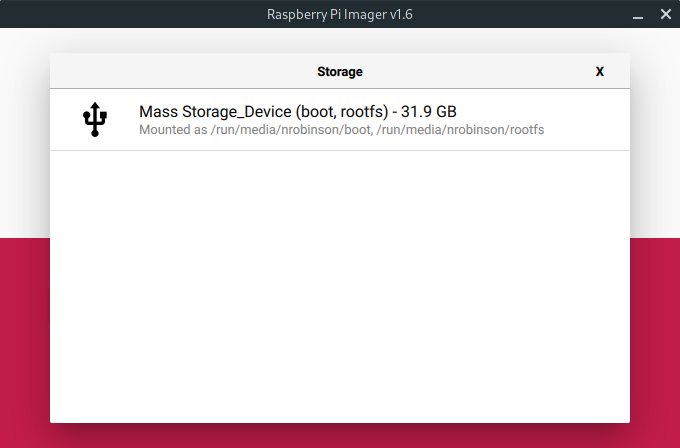 Raspberry Pi Imager v1.6
Storage
X
Mass Storage_Device (boot, rootfs) - 31.9 GB
Mounted as /run/media/nrobinson/boot, /run/media/nrobinson/rootfs